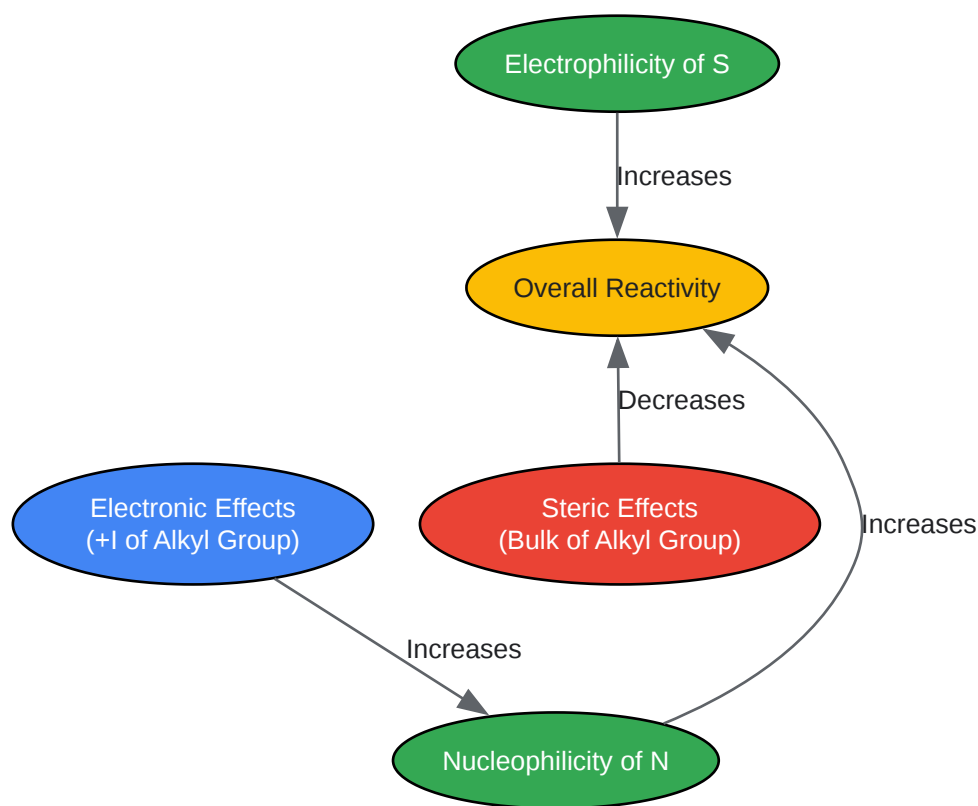 Electrophilicity of S
Increases
Overall Reactivity
Decreases
Electronic Effects
(+I of Alkyl Group)
Steric Effects
(Bulk of Alkyl Group)
Increases
Increases
Nucleophilicity of N